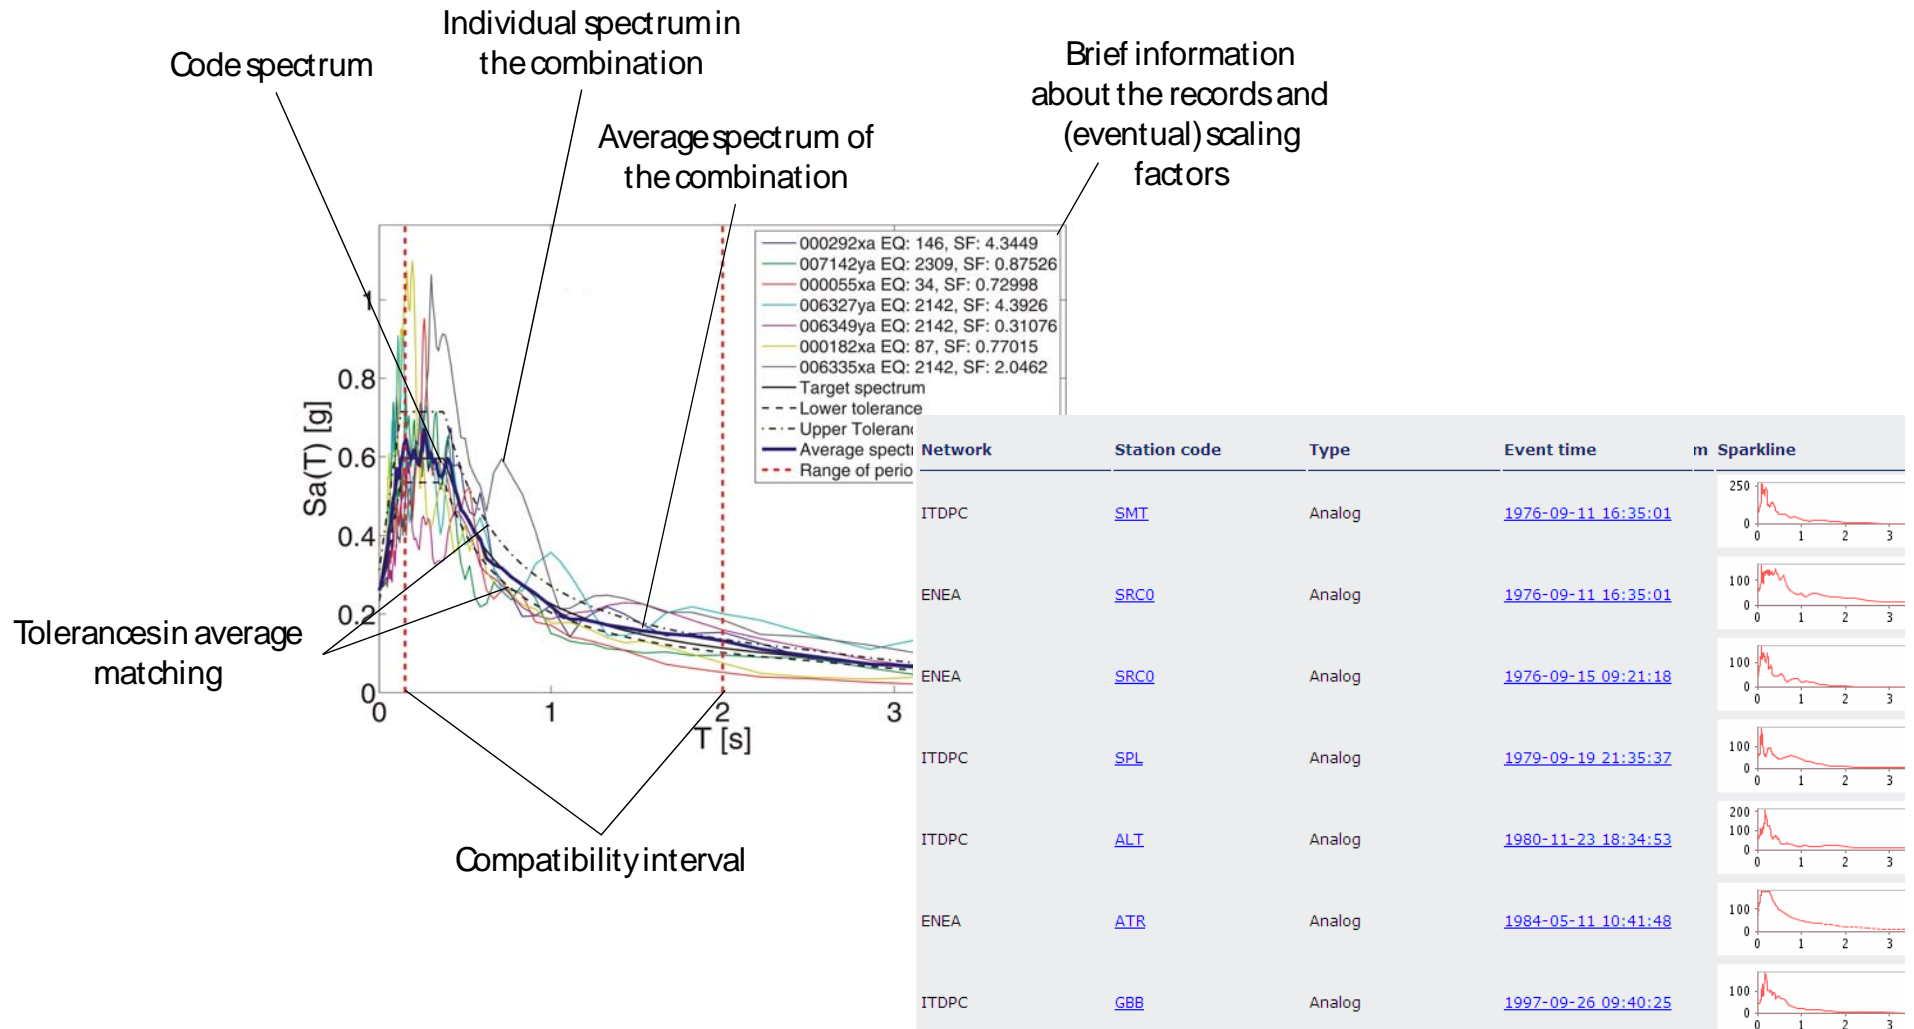 Individual spectrum in
the combination
Code spectrum
Brief information
about the records and
(eventual) scaling
factors
Average spectrum of
the combination
000292xa EQ: 146, SF: 4.3449
007142ya EQ: 2309, SF: 0.87526
000055xa EQ: 34, SF: 0.72998
006327ya EQ: 2142, SF: 4.3926
006349ya EQ: 2142, SF: 0.31076
000182xa EQ: 87, SF: 0.77015
006335xa EQ: 2142, SF: 2.0462
Target spectrum
Lower tolerance
Upper Toleran
Average spect
Range of perio
1
0.8
0.6
0.4
0.2
0
Sa(T) [g]
0 1 2 3
T [s]
Tolerances in average
matching
Compatibility interval
Network Station code Type Event time m Sparkline
ITDPC SMT Analog 1976-09-11 16:35:01
250
0
0 1 2 3
ENEA SRC0 Analog 1976-09-11 16:35:01
100
0
0 1 2 3
ENEA SRC0 Analog 1976-09-15 09:21:18
100
0
0 1 2 3
ITDPC SPL Analog 1979-09-19 21:35:37
100
0
0 1 2 3
ITDPC ALT Analog 1980-11-23 18:34:53
200
100
0
0 1 2 3
ENEA ATR Analog 1984-05-11 10:41:48
100
0
0 1 2 3
ITDPC GBB Analog 1997-09-26 09:40:25
100
0
0 1 2 3